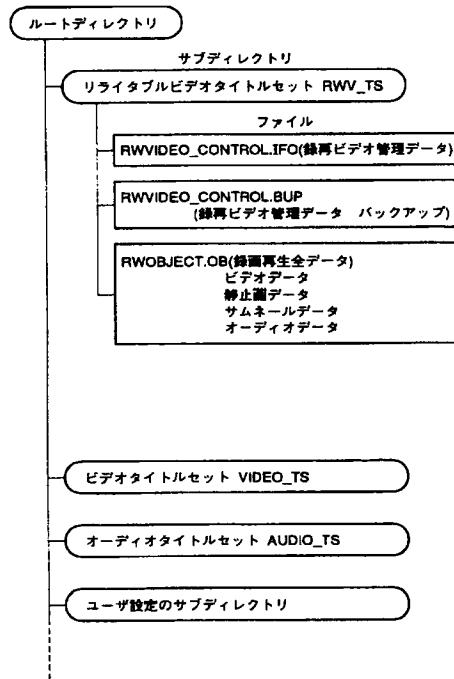 ルートディレクトリ
サブディレクトリ
リライタブルビデオタイトルセット RWV_TS
ファイル
RWVIDEO_CONTROL.IFO(録再ビデオ管理データ)
RWVIDEO_CONTROL.BUP
(録再ビデオ管理データ バックアップ)
RWOBJECT.OB(録画再生全データ)
ビデオデータ
静止画データ
サムネールデータ
オーディオデータ
ビデオタイトルセット VIDEO_TS
オーディオタイトルセット AUDIO_TS
ユーザ設定のサブディレクトリ